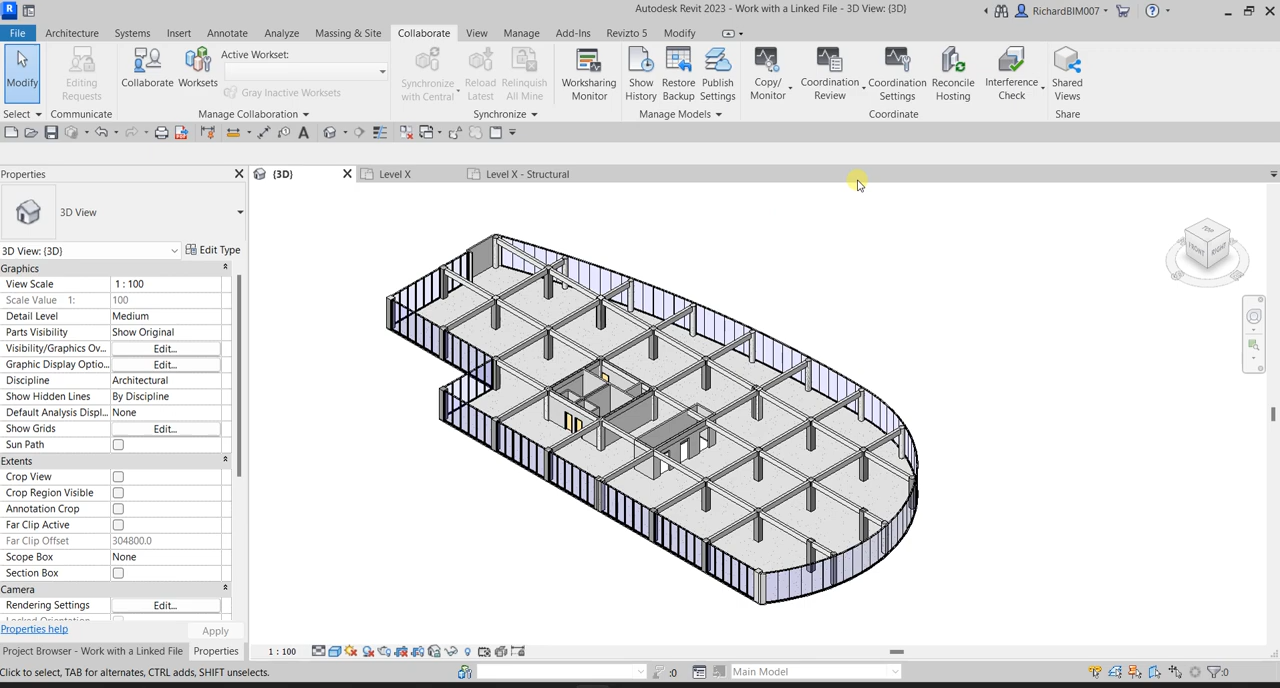 Autodesk Revit 2023 - Work with a Linked File - 3D View: {3D}
RichardBIM007
File Architecture Systems Insert Annotate Analyze Massing & Site Collaborate View Manage Add-Ins Revizto 5 Modify
Modify
Editing Requests
Collaborate
Worksets
Active Workset:
Gray Inactive Worksets
Synchronize with Central
Reload Latest
Relinquish All Mine
Worksharing Monitor
Show History
Restore Backup
Publish Settings
Copy/ Monitor
Coordination Review
Coordination Settings
Reconcile Hosting
Interference Check
Shared Views
Select Communicate Manage Collaboration Synchronize Manage Models Coordinate Share
Properties
{3D} Level X Level X - Structural
3D View
3D View: {3D} Edit Type
Graphics
View Scale 1 : 100
Scale Value 1: 100
Detail Level Medium
Parts Visibility Show Original
Visibility/Graphics Ov... Edit...
Graphic Display Optio... Edit...
Discipline Architectural
Show Hidden Lines By Discipline
Default Analysis Displ... None
Show Grids Edit...
Sun Path
Extents
Crop View
Crop Region Visible
Annotation Crop
Far Clip Active
Far Clip Offset 304800.0
Scope Box None
Section Box
Camera
Rendering Settings Edit...
Locked Orientation
Properties help Apply
Project Browser - Work with a Linked File Properties
1 : 100
Click to select, TAB for alternates, CTRL adds, SHIFT unselects.
:0
Main Model
:0
TOP
FRONT RIGHT